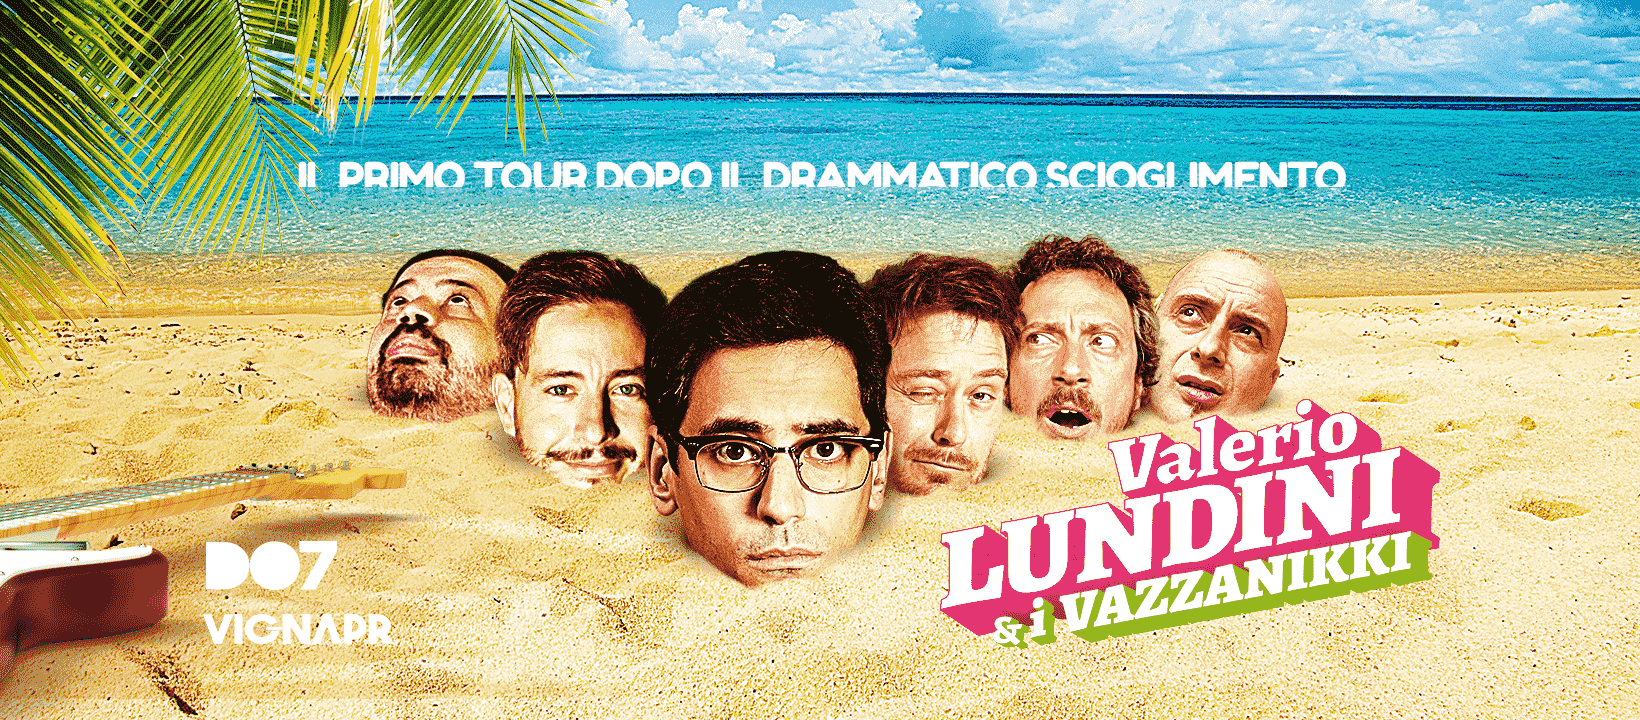 IL PRIMO TOUR DOPO IL DRAMMATICO SCIOGLIMENTO
Valerio
LUNDINI
& i VAZZANIKKI
DO7
VIGNAPR